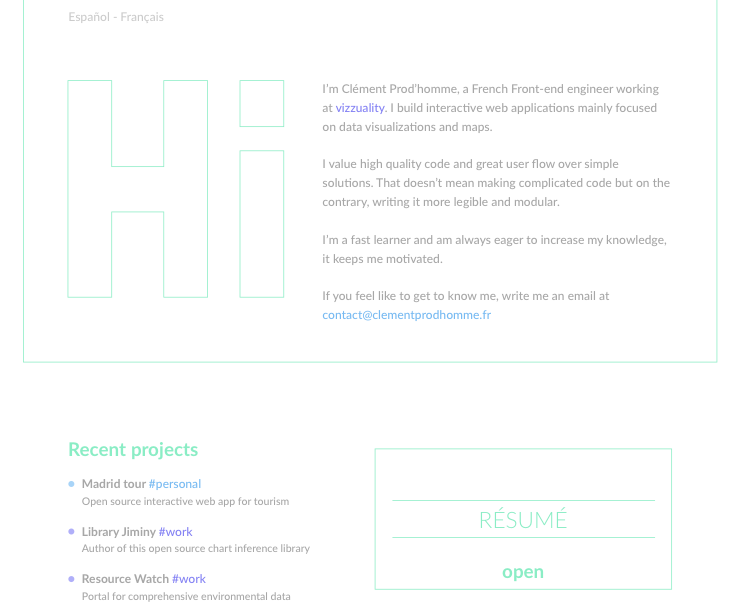 Español - Français
Hi
I'm Clément Prod'homme, a French Front-end engineer working
at vizzuality. I build interactive web applications mainly focused
on data visualizations and maps.
I value high quality code and great user flow over simple
solutions. That doesn't mean making complicated code but on the
contrary, writing it more legible and modular.
I'm a fast learner and am always eager to increase my knowledge,
it keeps me motivated.
If you feel like to get to know me, write me an email at
contact@clementprodhomme.fr
Recent projects
Madrid tour #personal
Open source interactive web app for tourism
Library Jiminy #work
Author of this open source chart inference library
Resource Watch #work
Portal for comprehensive environmental data
RÉSUMÉ
open